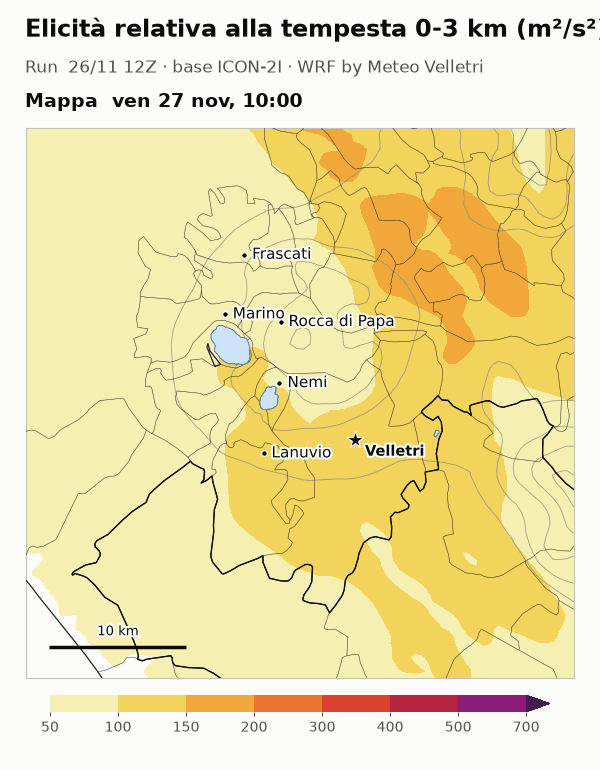 Elicità relativa alla tempesta 0-3 km (m²/s²)
Run  26/11 12Z · base ICON-2I · WRF by Meteo Velletri
Mappa  ven 27 nov, 10:00
Frascati
Marino
Rocca di Papa
Nemi
Velletri
Lanuvio
10 km
50 100 150 200 300 400 500 700